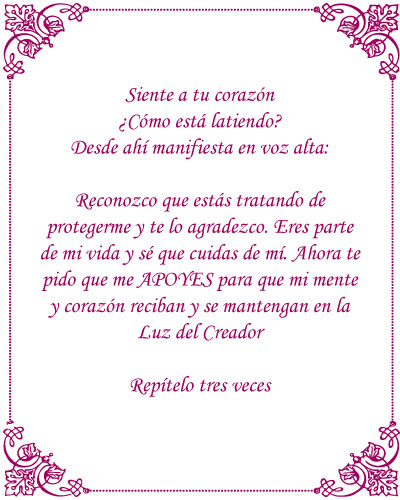 Siente a tu corazón
¿Cómo está latiendo?
Desde ahí manifiesta en voz alta:
Reconozco que estás tratando de
protegerme y te lo agradezco. Eres parte
de mi vida y sé que cuidas de mí. Ahora te
pido que me APOYES para que mi mente
y corazón reciban y se mantengan en la
Luz del Creador
Repítelo tres veces